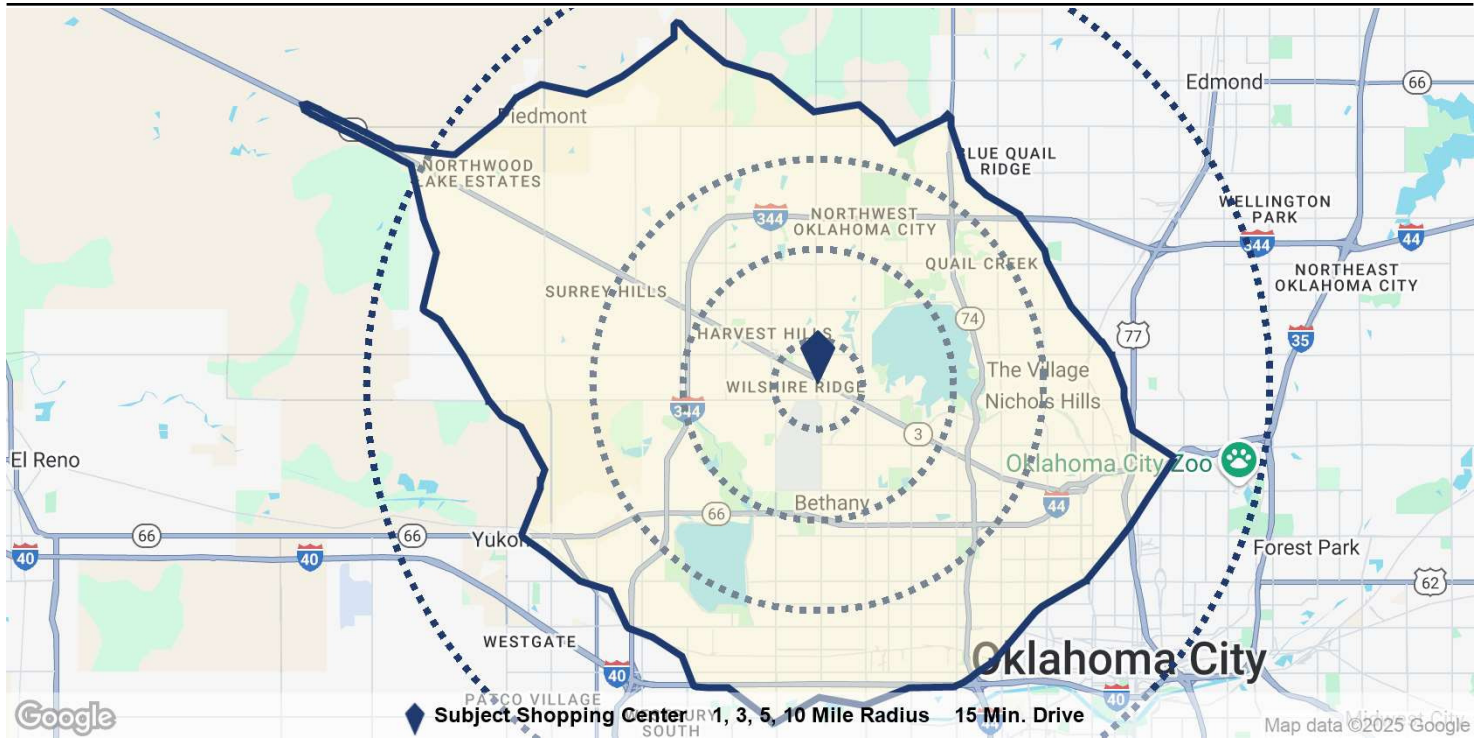 Edmond
66
Piedmont
BLUE QUAIL
RIDGE
NORTHWOOD
LAKE ESTATES
WELLINGTON
PARK
344
NORTHWEST
OKLAHOMA CITY
344
44
QUAIL CREEK
NORTHEAST
OKLAHOMA CITY
SURREY HILLS
74
HARVEST HILLS
77
35
The Village
WILSHIRE RIDGE
Nichols Hills
344
3
El Reno
Oklahoma City Zoo
Bethany
44
66
66
66
Yukon
40
40
Forest Park
62
WESTGATE
Oklahoma City
40
40
PATCO VILLAGE
SOUTH
44
Google
Subject Shopping Center 1, 3, 5, 10 Mile Radius 15 Min. Drive
Map data ©2025 Google